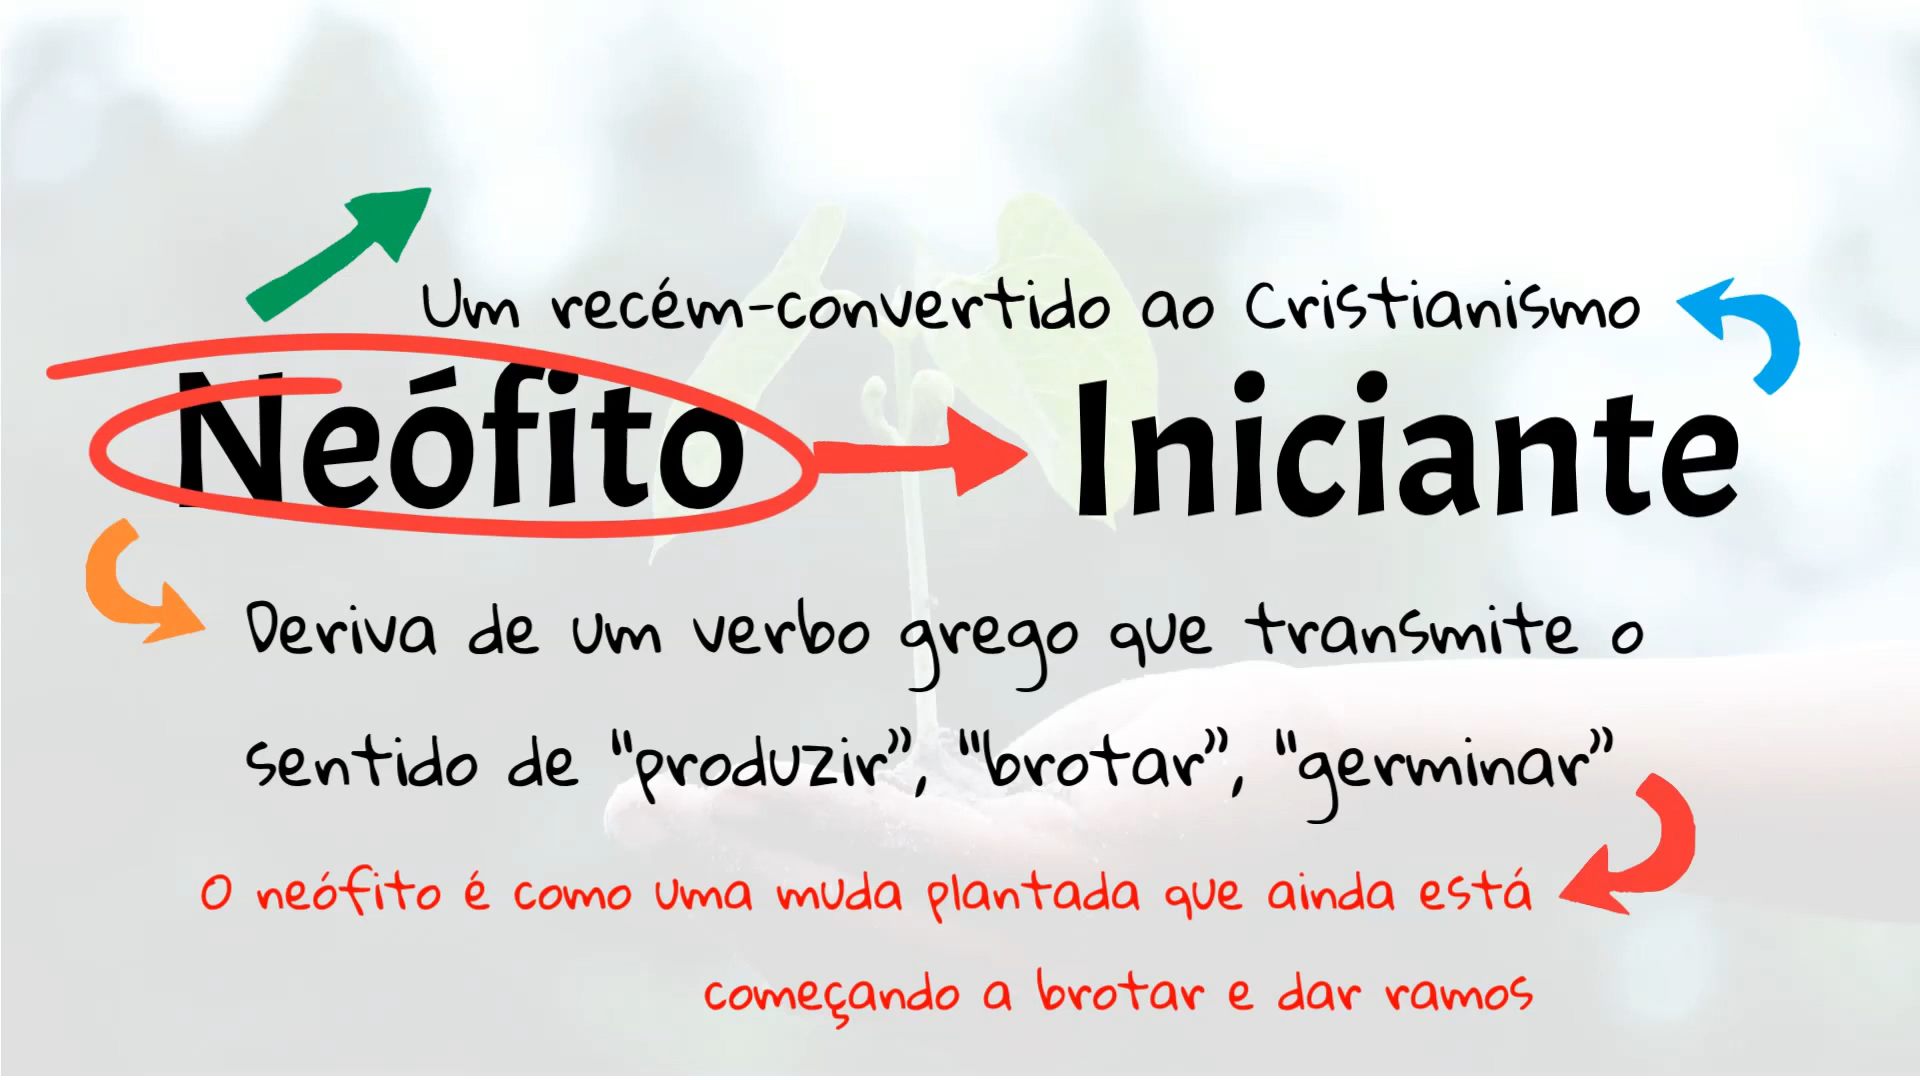 Um recém-convertido ao Cristianismo
Neófito Iniciante
Deriva de um verbo grego que transmite o
sentido de “produzir”, “brotar”, “germinar”
O neófito é como uma muda plantada que ainda está
começando a brotar e dar ramos